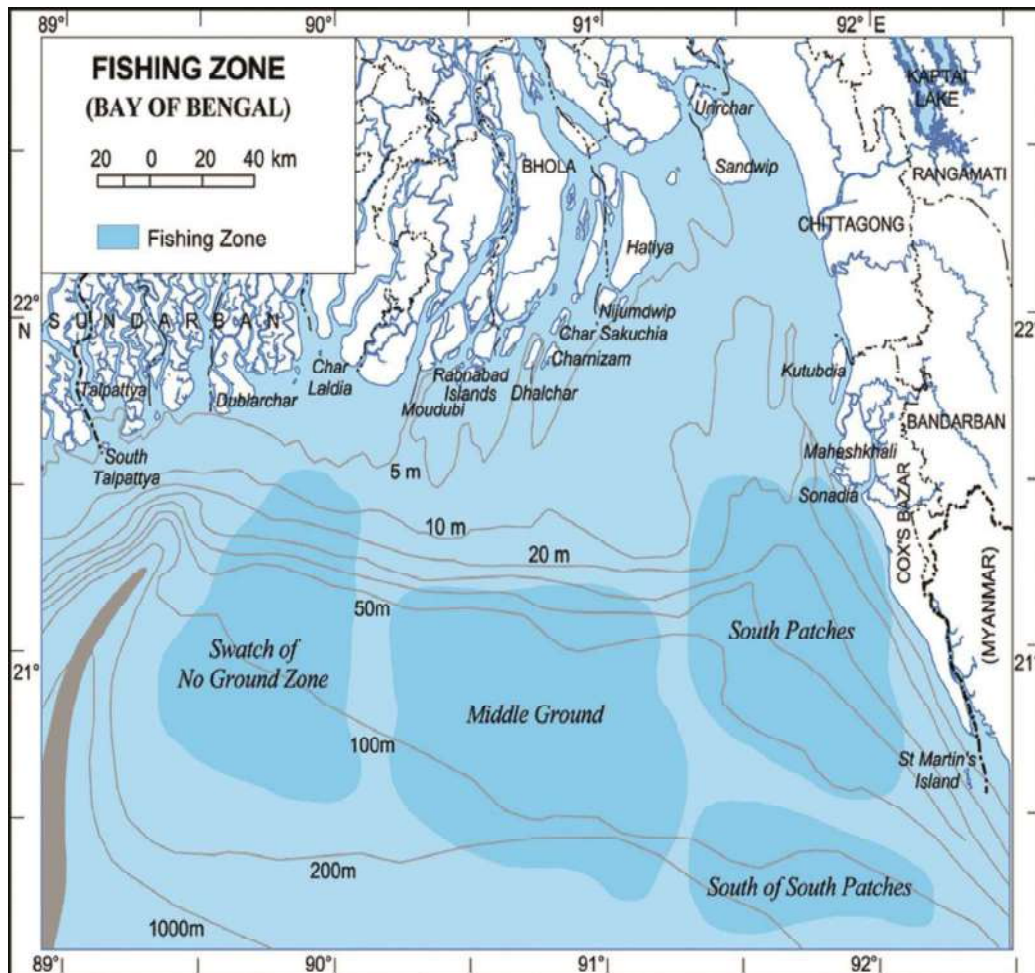 89°
90°
91°
92° E
FISHING ZONE
(BAY OF BENGAL)
20 0 20 40 km
Fishing Zone
KAPTAI
LAKE
Urirchar
BHOLA
Sandwip
RANGAMATI
CHITTAGONG
Hatiya
22°
N
SUNDARBAN
Nijumdwip
Char Sakuchia
Charnizam
22°
Char
Laldia
Rabnabad
Islands
Dhalchar
Kutubdia
Talpattya
Dublarchar
Moudubi
BANDARBAN
South
Talpattya
Maheshkhali
5 m
Sonadia
COX'S BAZAR
10 m
20 m
(MYANMAR)
50m
South Patches
Swatch of
No Ground Zone
21°
21°
Middle Ground
100m
St Martin's
Island
200m
South of South Patches
1000m
89°
90°
91°
92°